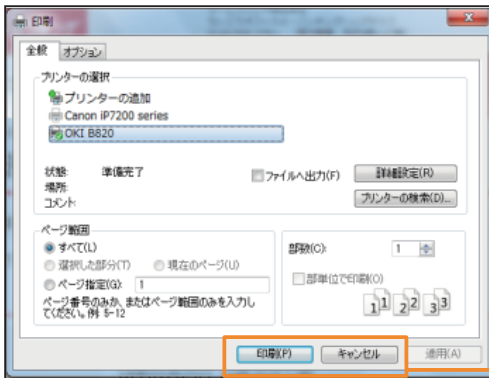 印刷
全般 オプション
プリンターの選択
プリンターの追加
Canon iP7200 series
OKI B820
状態: 準備完了
場所:
コメント:
ファイルへ出力(F)
詳細設定(R)
プリンターの検索(D)...
ページ範囲
すべて(L)
選択した部分(T) 現在のページ(U)
ページ指定(G): 1
ページ番号のみか、またはページ範囲のみを入力し
てください。例: 5-12
部数(C): 1
部単位で印刷(O)
1 1 2 2 3 3
印刷(P) キャンセル 適用(A)